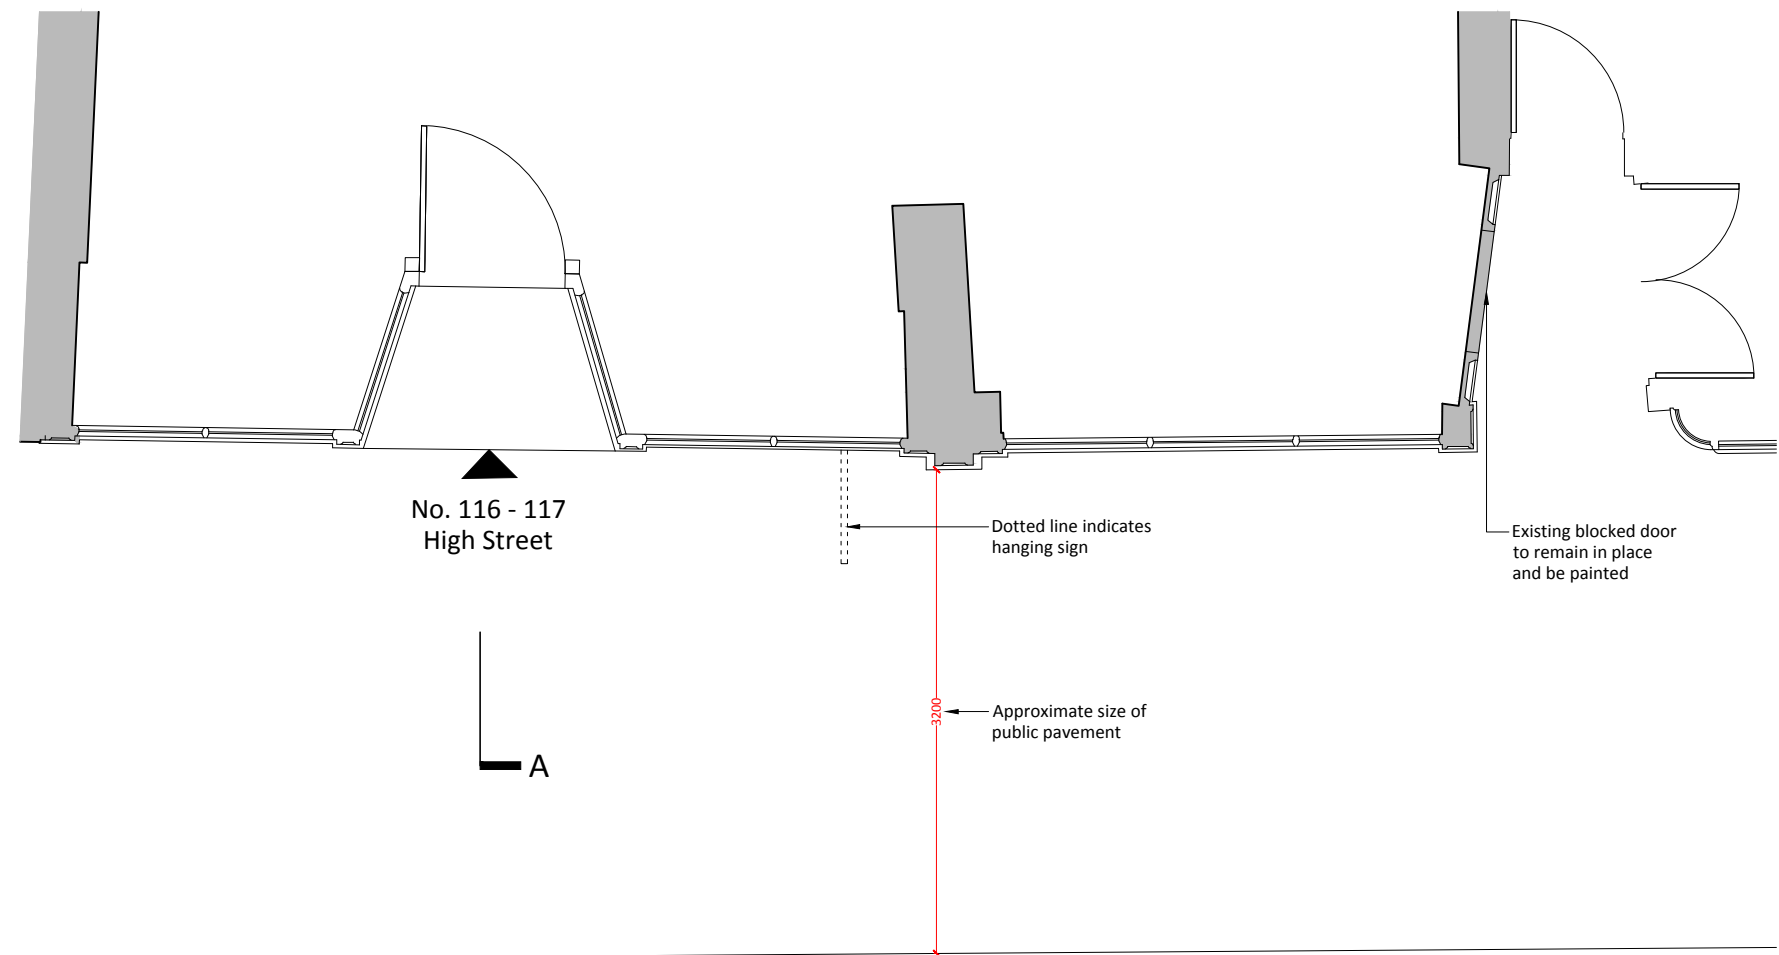 No. 116 - 117
High Street
Dotted line indicates
hanging sign
Existing blocked door
to remain in place
and be painted
3200
Approximate size of
public pavement
A